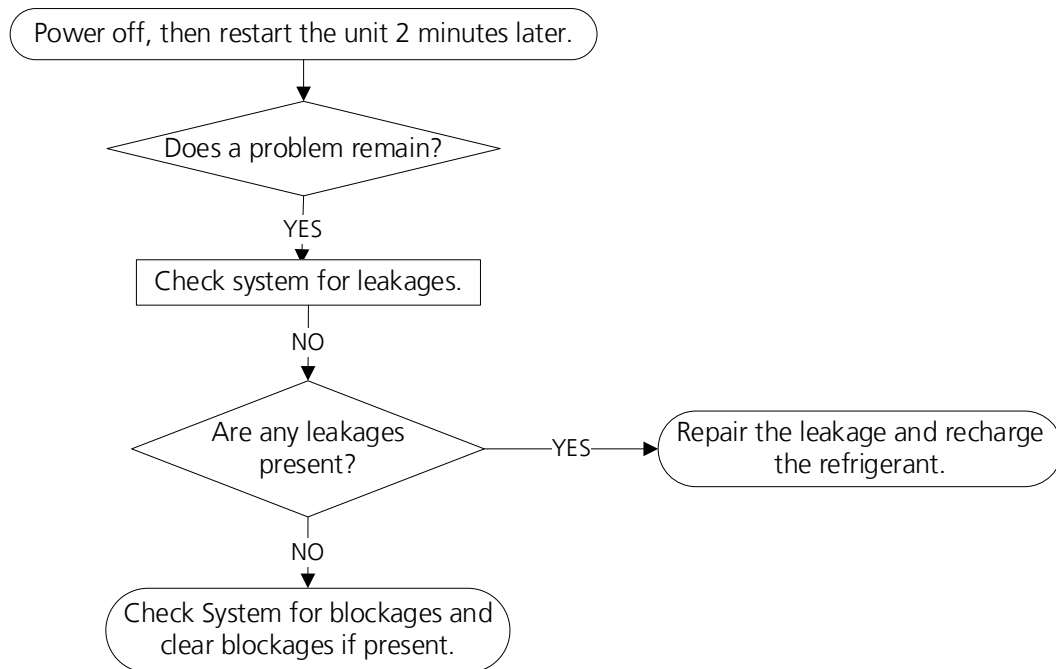 Power off, then restart the unit 2 minutes later.
Does a problem remain?
YES
Check system for leakages.
NO
Are any leakages
present?
YES
Repair the leakage and recharge
the refrigerant.
NO
Check System for blockages and
clear blockages if present.